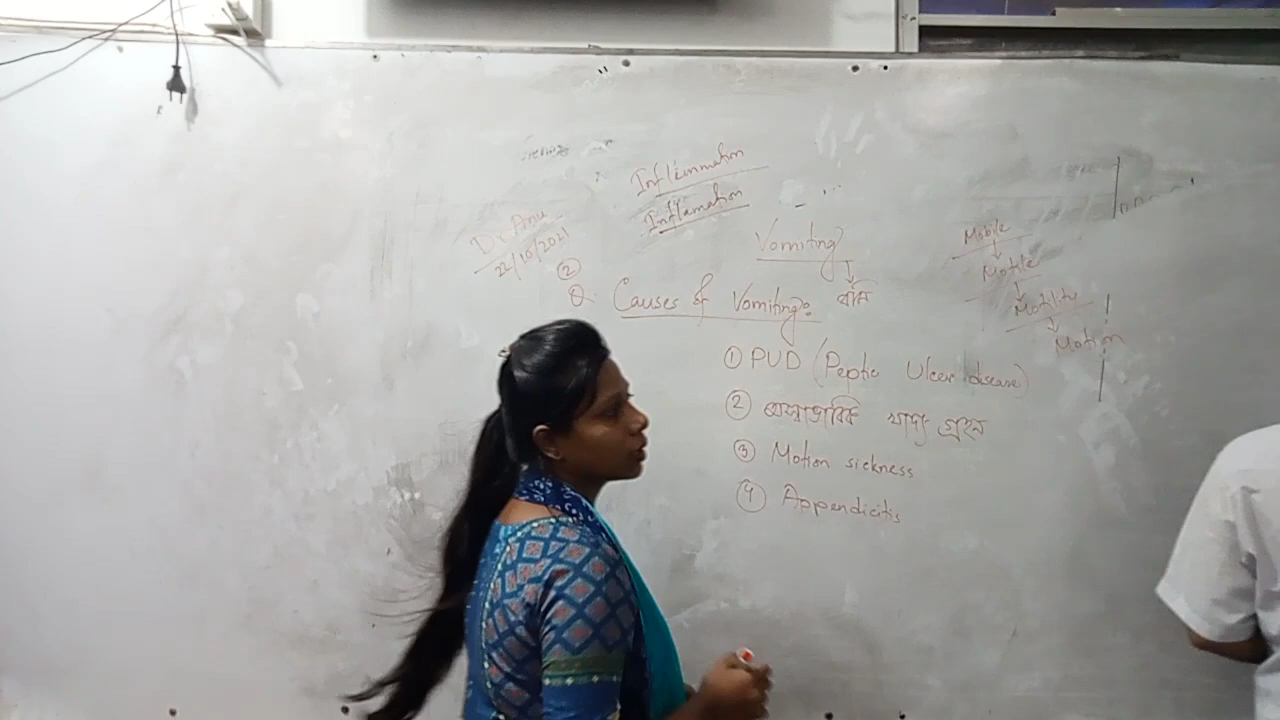 Inflammation
Inflamation
Dr. Anu
22/10/2021
Vomiting
বমি
②
Q. Causes of Vomiting:
① PUD (Peptic Ulcer disease)
② অস্বাভাবিক খাদ্য গ্রহন
③ Motion sickness
④ Appendicitis
Mobile
Motile
Motility
Motion